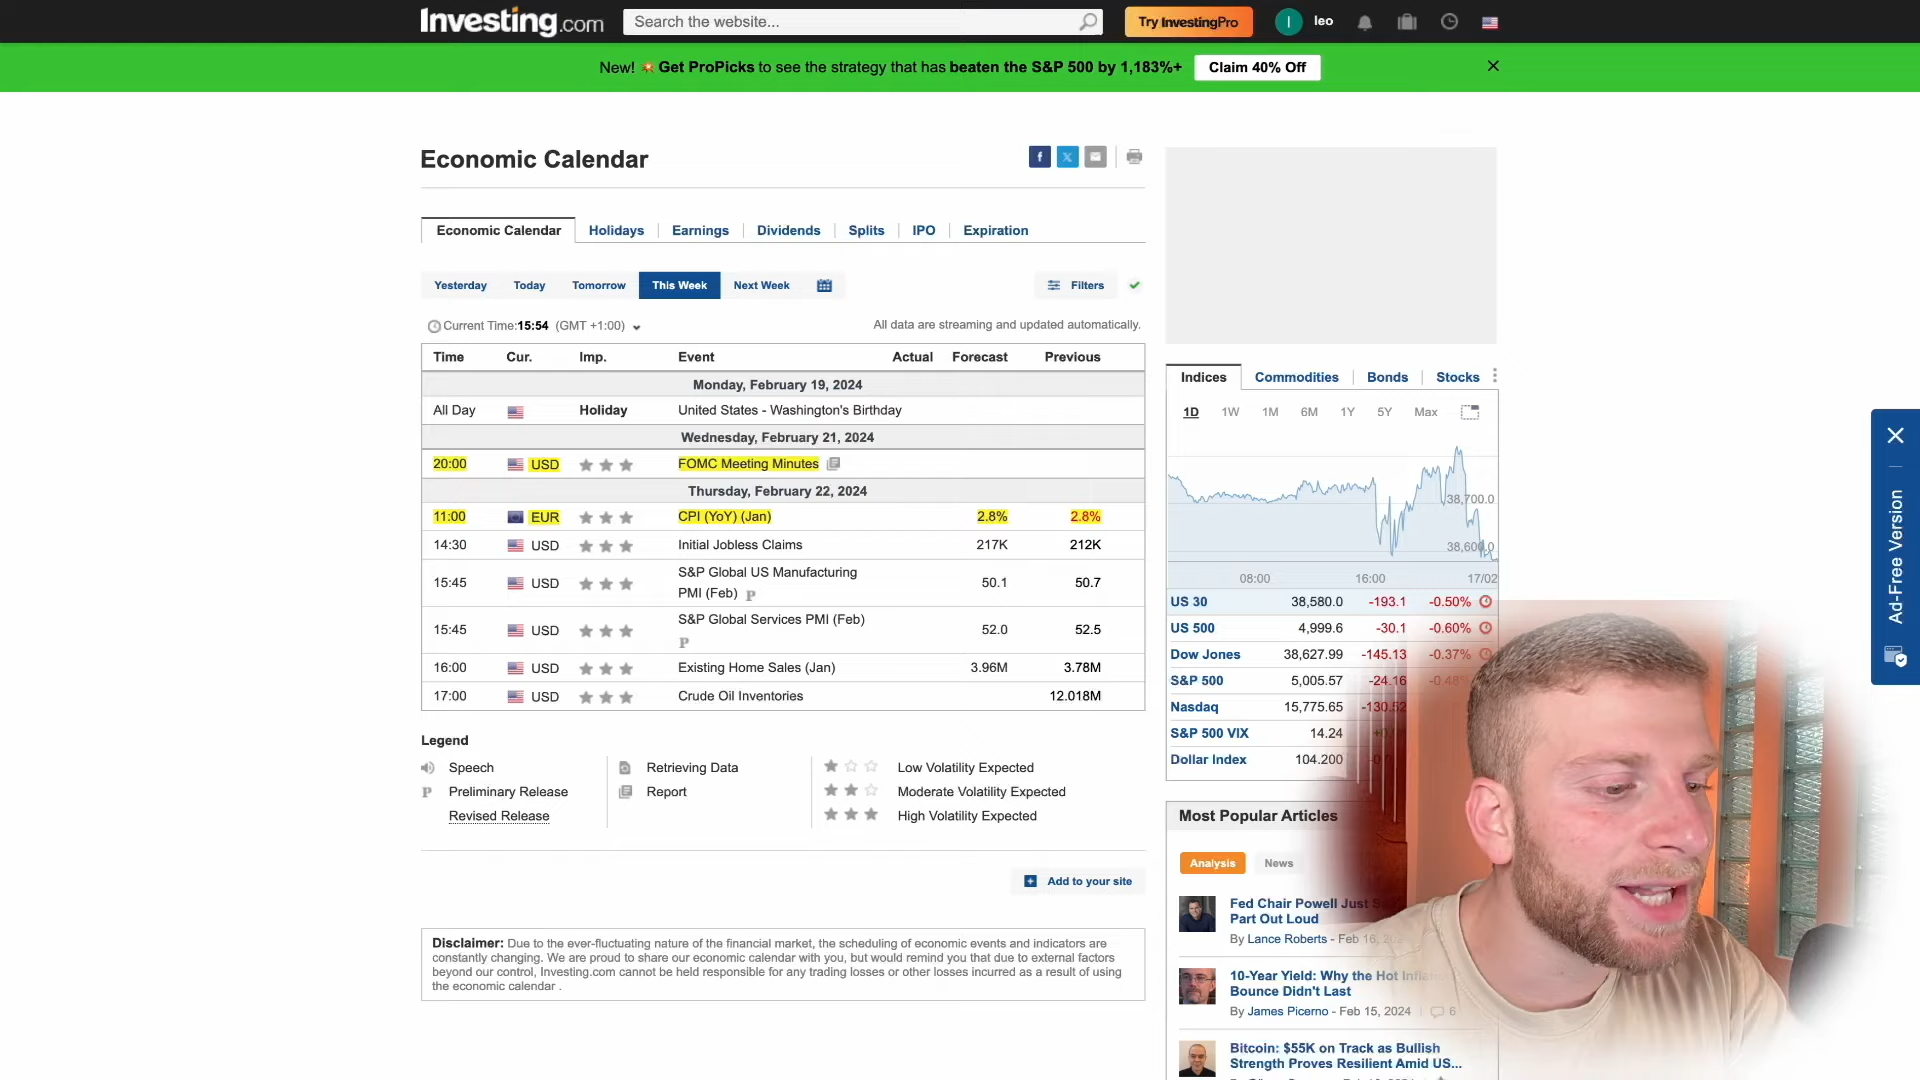 Investing.com
Search the website...
Try InvestingPro
I
leo
New! Get ProPicks to see the strategy that has beaten the S&P 500 by 1,183%+
Claim 40% Off
Economic Calendar
Economic Calendar Holidays Earnings Dividends Splits IPO Expiration
Yesterday Today Tomorrow This Week Next Week Filters
Current Time:15:54 (GMT +1:00)
All data are streaming and updated automatically.
Time Cur. Imp. Event Actual Forecast Previous
Monday, February 19, 2024
All Day Holiday United States - Washington's Birthday
Wednesday, February 21, 2024
20:00 USD FOMC Meeting Minutes
Thursday, February 22, 2024
11:00 EUR CPI (YoY) (Jan) 2.8% 2.8%
14:30 USD Initial Jobless Claims 217K 212K
15:45 USD S&P Global US Manufacturing PMI (Feb) P 50.1 50.7
15:45 USD S&P Global Services PMI (Feb) P 52.0 52.5
16:00 USD Existing Home Sales (Jan) 3.96M 3.78M
17:00 USD Crude Oil Inventories 12.018M
Legend
Speech
P Preliminary Release
Revised Release
Retrieving Data
Report
Low Volatility Expected
Moderate Volatility Expected
High Volatility Expected
Add to your site
Disclaimer: Due to the ever-fluctuating nature of the financial market, the scheduling of economic events and indicators are
constantly changing. We are proud to share our economic calendar with you, but would remind you that due to external factors
beyond our control, Investing.com cannot be held responsible for any trading losses or other losses incurred as a result of using
the economic calendar .
Indices Commodities Bonds Stocks
1D 1W 1M 6M 1Y 5Y Max
38,700.0
38,600.0
08:00 16:00 17/02
US 30 38,580.0 -193.1 -0.50%
US 500 4,999.6 -30.1 -0.60%
Dow Jones 38,627.99 -145.13 -0.37%
S&P 500 5,005.57 -24.16 -0.48%
Nasdaq 15,775.65 -130.52
S&P 500 VIX 14.24
Dollar Index 104.200
Most Popular Articles
Analysis News
Fed Chair Powell Just
Part Out Loud
By Lance Roberts - Feb 16,
10-Year Yield: Why the Hot
Bounce Didn't Last
By James Picerno - Feb 15, 2024 6
Bitcoin: $55K on Track as Bullish
Strength Proves Resilient Amid US...
Ad-Free Version